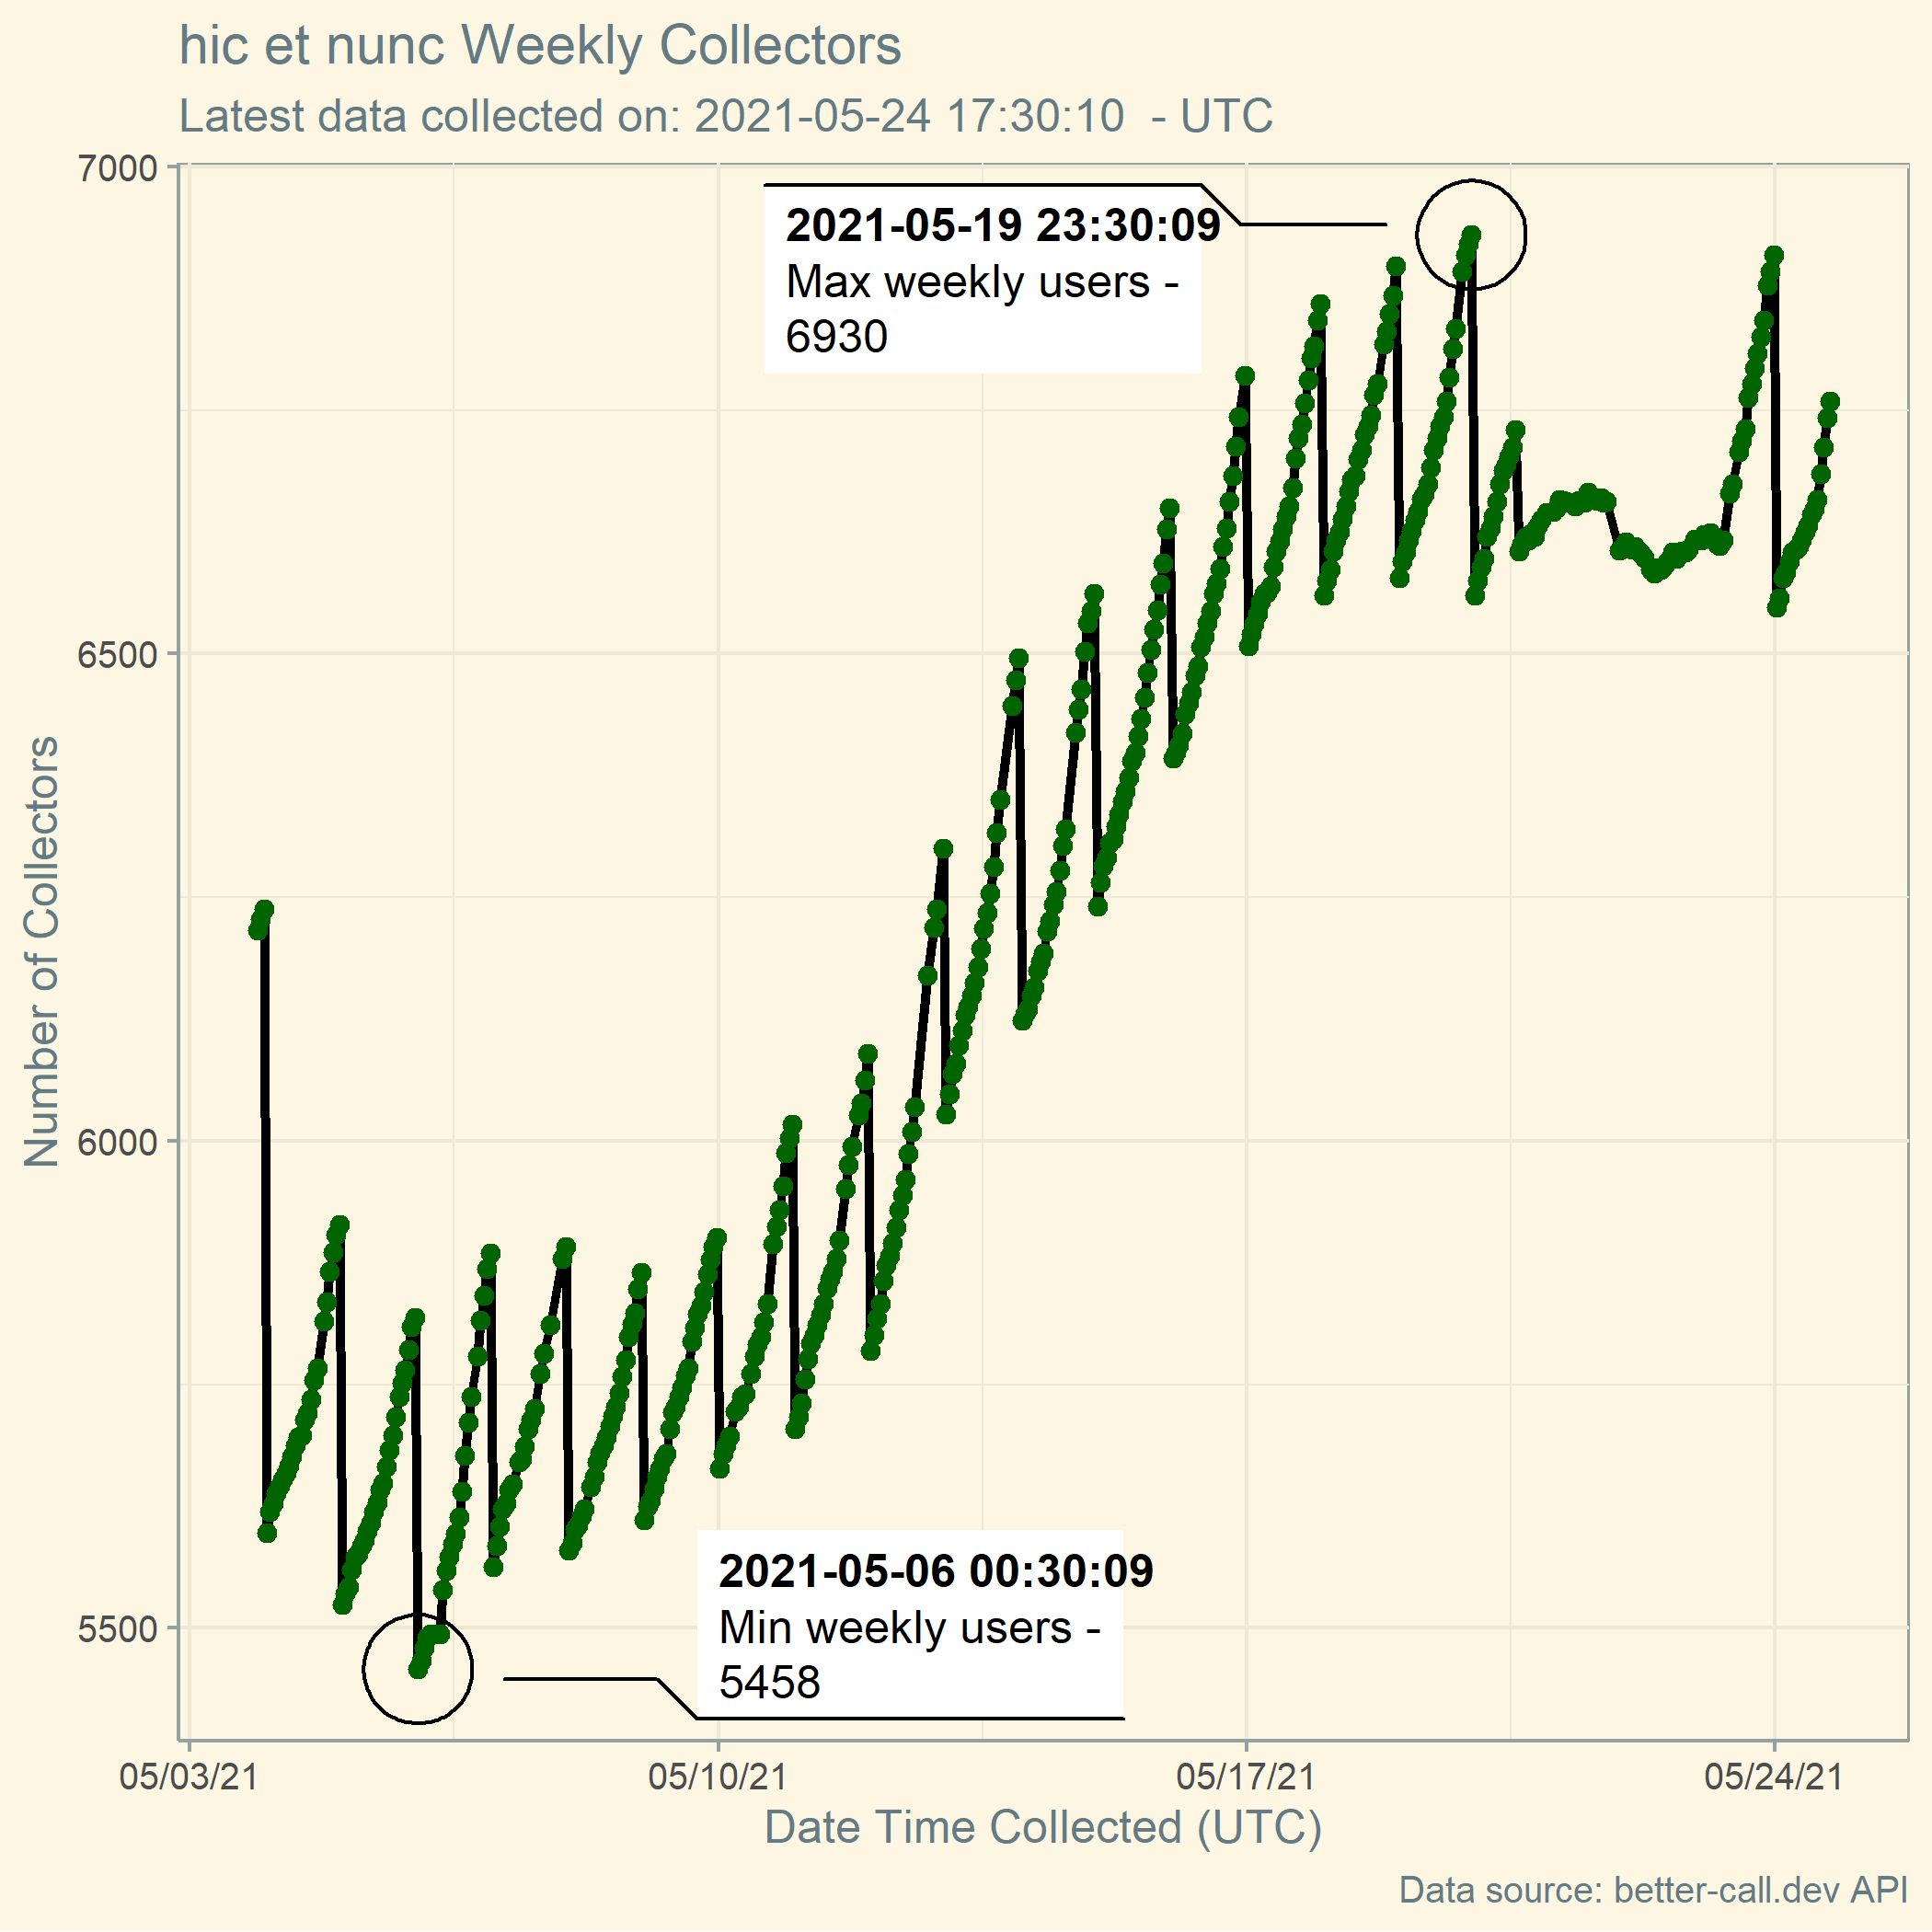 hic et nunc Weekly Collectors
Latest data collected on: 2021-05-24 17:30:10  - UTC
7000
6500
6000
5500
Number of Collectors
2021-05-19 23:30:09
Max weekly users -
6930
2021-05-06 00:30:09
Min weekly users -
5458
05/03/21
05/10/21
05/17/21
05/24/21
Date Time Collected (UTC)
Data source: better-call.dev API